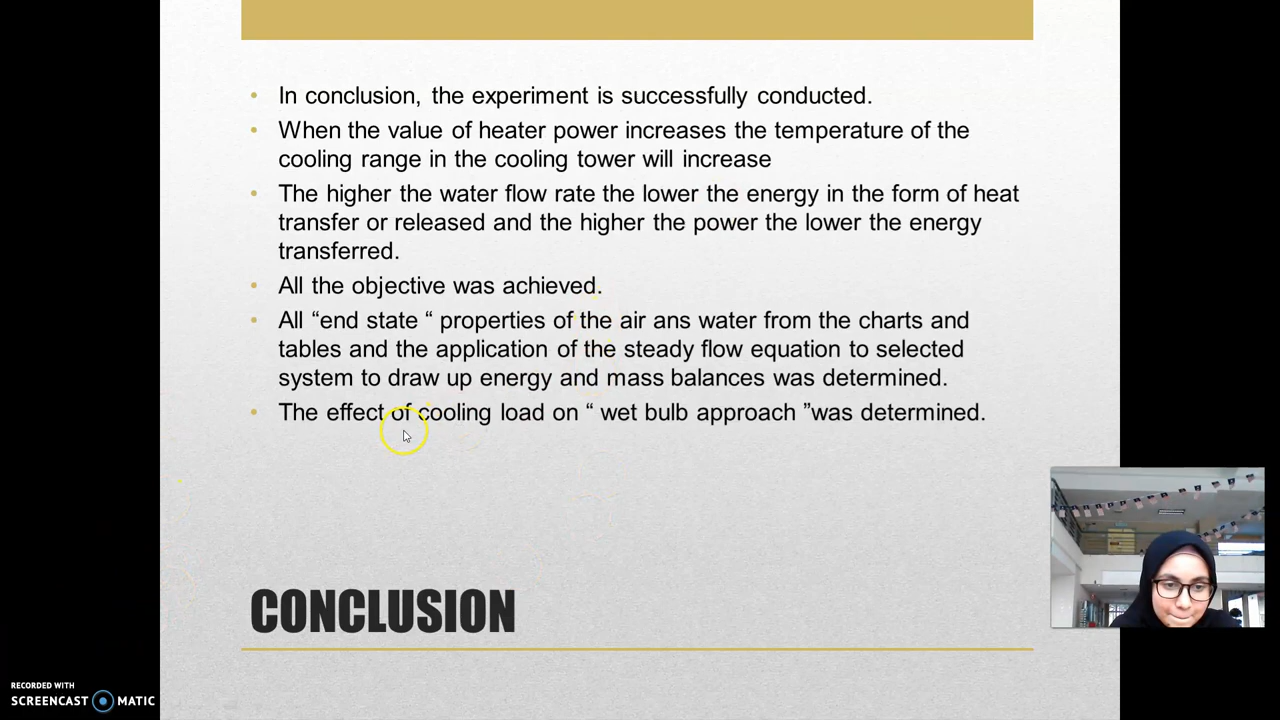 In conclusion, the experiment is successfully conducted.
When the value of heater power increases the temperature of the
cooling range in the cooling tower will increase
The higher the water flow rate the lower the energy in the form of heat
transfer or released and the higher the power the lower the energy
transferred.
All the objective was achieved.
All “end state “ properties of the air ans water from the charts and
tables and the application of the steady flow equation to selected
system to draw up energy and mass balances was determined.
The effect of cooling load on “ wet bulb approach ”was determined.
CONCLUSION
RECORDED WITH
SCREENCAST MATIC